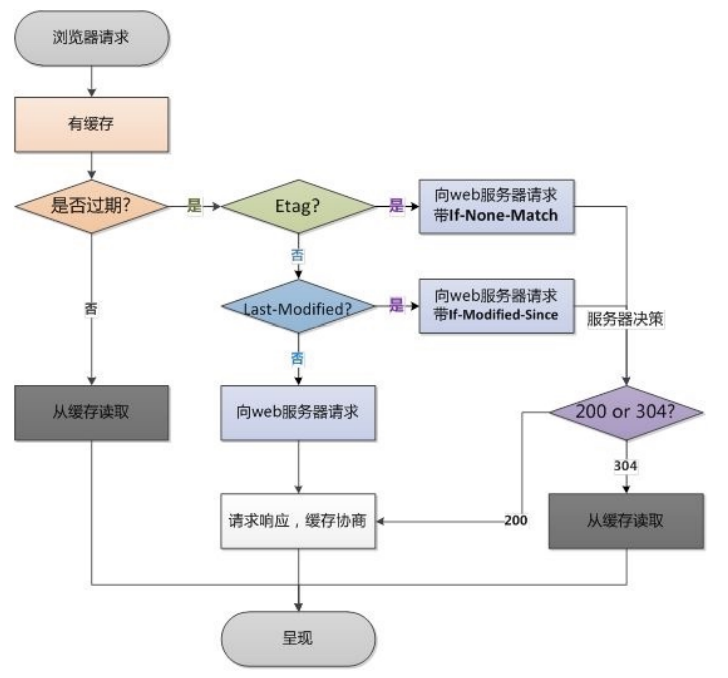 浏览器请求
有缓存
是否过期?
是
Etag?
是
向web服务器请求
带If-None-Match
否
否
Last-Modified?
是
向web服务器请求
带If-Modified-Since
服务器决策
否
从缓存读取
向web服务器请求
200 or 304?
304
请求响应，缓存协商
200
从缓存读取
呈现